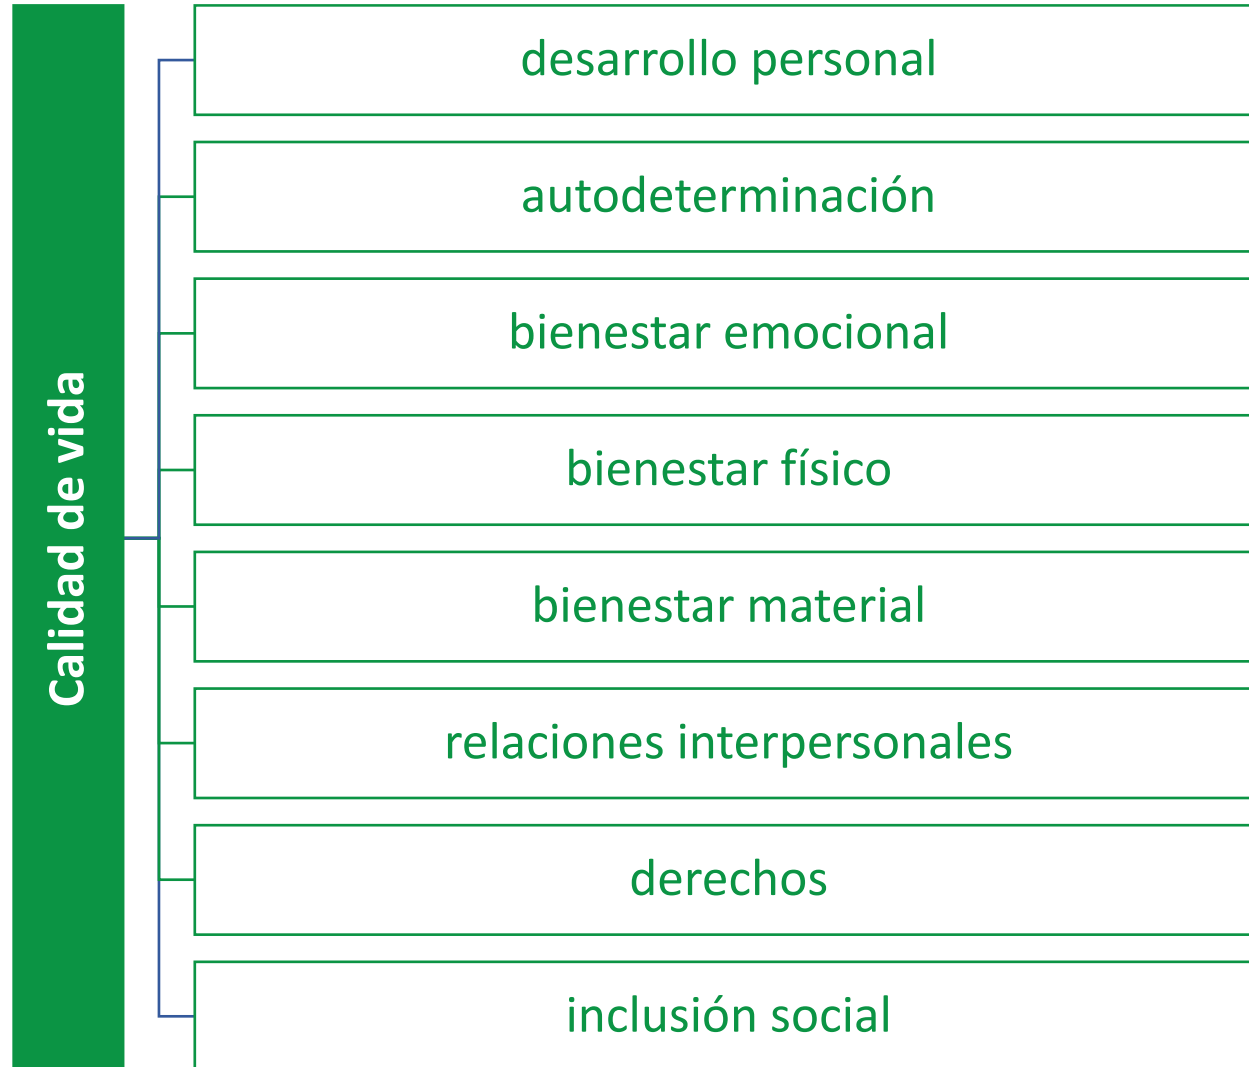 Calidad de vida
desarrollo personal
autodeterminación
bienestar emocional
bienestar físico
bienestar material
relaciones interpersonales
derechos
inclusión social